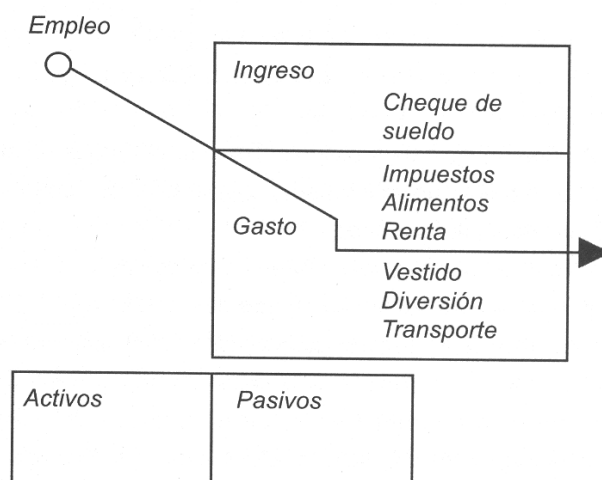 Empleo
Ingreso
Cheque de
sueldo
Impuestos
Alimentos
Gasto
Renta
Vestido
Diversión
Transporte
Activos
Pasivos